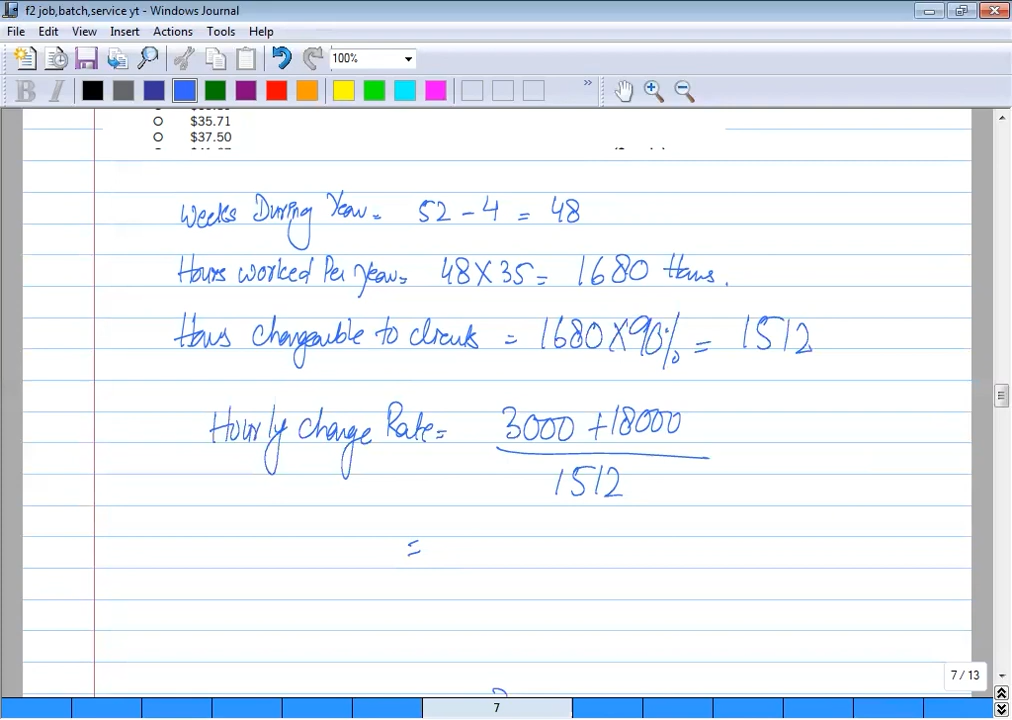 f2 job,batch,service yt - Windows Journal
File Edit View Insert Actions Tools Help
100%
B I
$35.71
$37.50
Weeks During Year = 52 - 4 = 48
Hours worked Per Year = 48 X 35 = 1680 Hours.
Hours chargeable to clients = 1680 X 90% = 1512
Hourly charge Rate = 3000 + 18000
1512
=
7 / 13
7